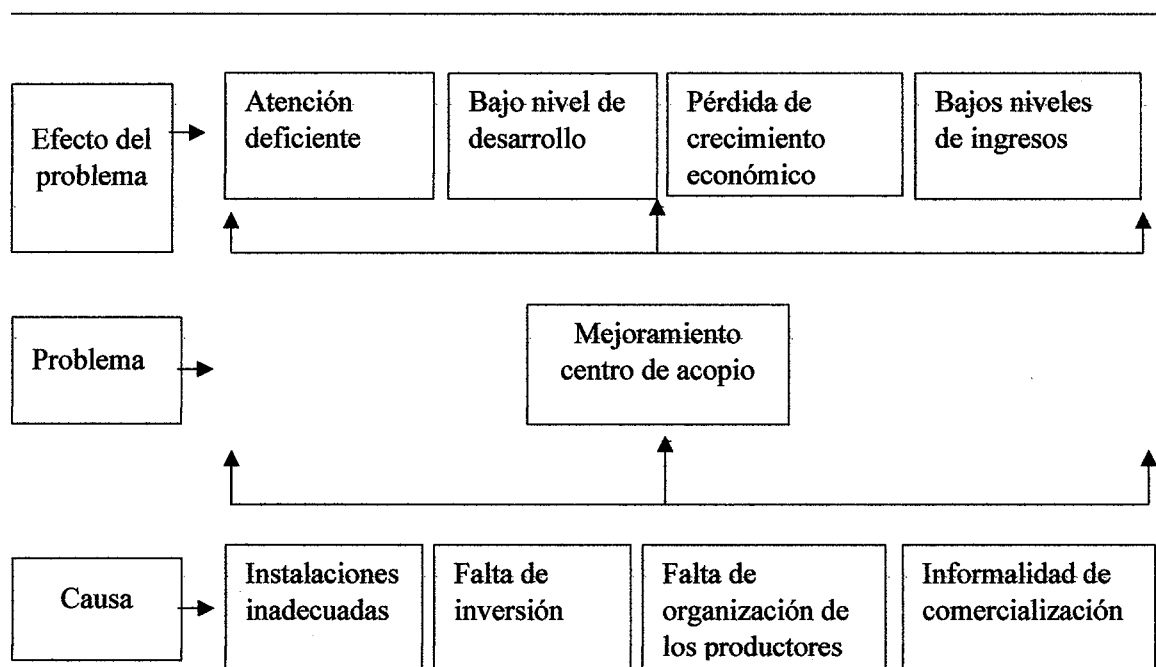 Efecto del
problema
Atención
deficiente
Bajo nivel de
desarrollo
Pérdida de
crecimiento
económico
Bajos niveles
de ingresos
Problema
Mejoramiento
centro de acopio
Causa
Instalaciones
inadecuadas
Falta de
inversión
Falta de
organización de
los productores
Informalidad de
comercialización